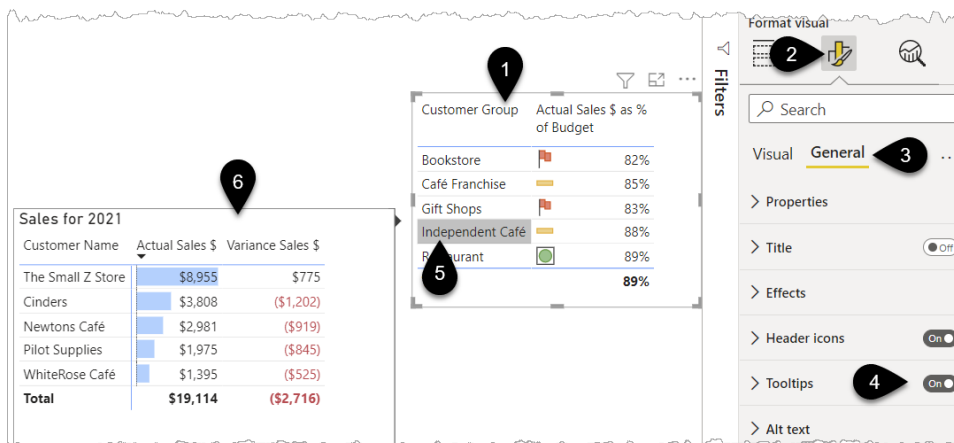 Format visual
1
2
Filters
Search
Customer Group Actual Sales $ as %
of Budget
Visual General 3 ..
Bookstore 82%
Café Franchise 85%
Gift Shops 83%
Independent Café 88%
89%
89%
5
6
Sales for 2021
Customer Name Actual Sales $ Variance Sales $
The Small Z Store $8,955 $775
Cinders $3,808 ($1,202)
Newtons Café $2,981 ($919)
Pilot Supplies $1,975 ($845)
WhiteRose Café $1,395 ($525)
Total $19,114 ($2,716)
Properties
Title Off
Effects
Header icons On
Tooltips 4 On
Alt text